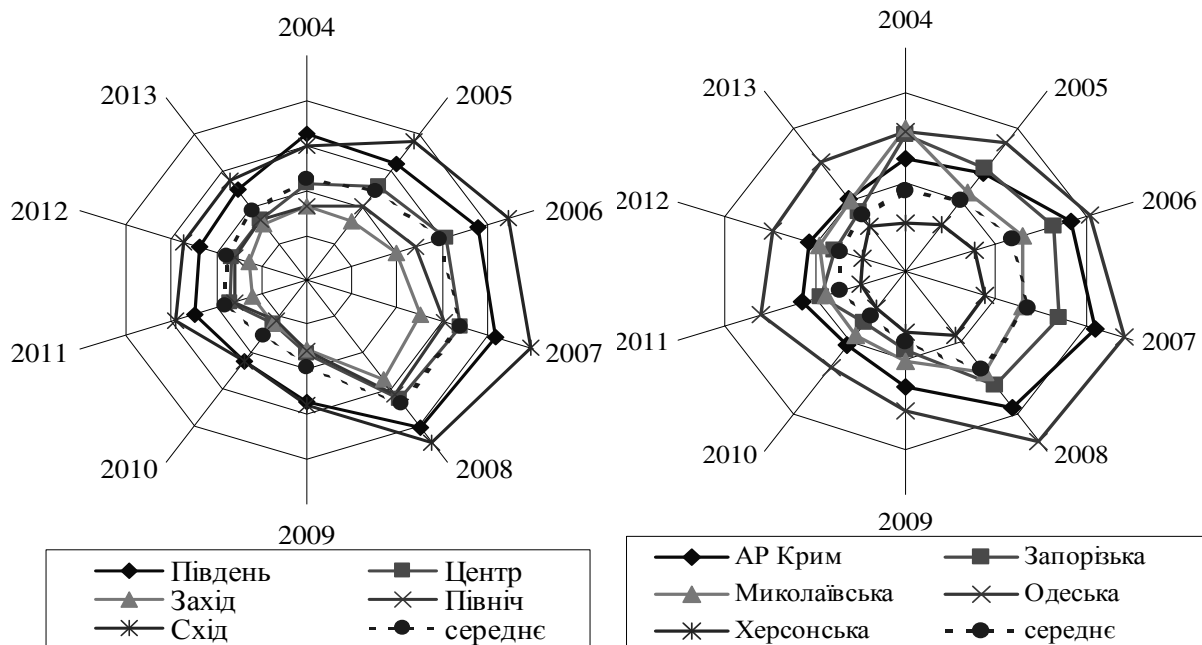 2004
2005
2006
2007
2008
2009
2010
2011
2012
2013
Південь
Центр
Захід
Північ
Схід
середнє
2004
2005
2006
2007
2008
2009
2010
2011
2012
2013
АР Крим
Запорізька
Миколаївська
Одеська
Херсонська
середнє